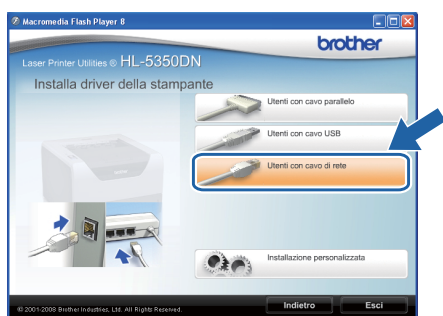 Macromedia Flash Player 8
brother
Laser Printer Utilities ® HL-5350DN
Installa driver della stampante
Utenti con cavo parallelo
Utenti con cavo USB
Utenti con cavo di rete
Installazione personalizzata
Indietro
Esci
© 2001-2008 Brother Industries, Ltd. All Rights Reserved.